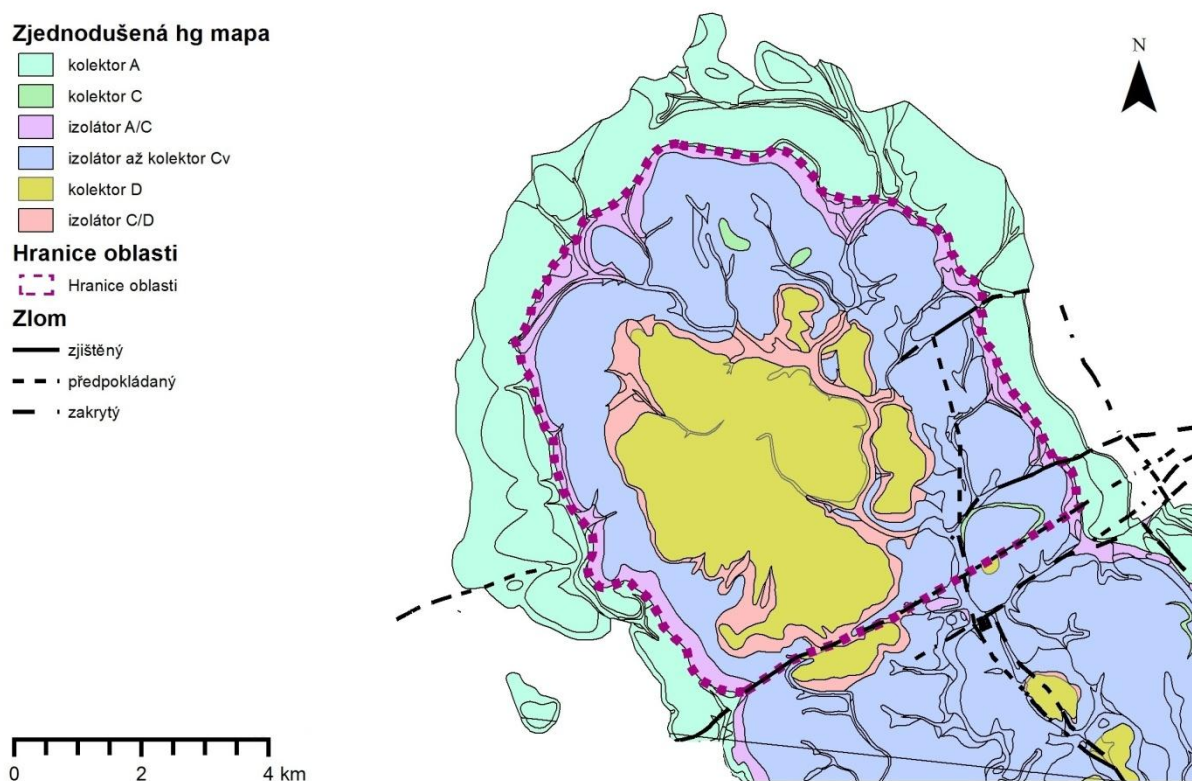 Zjednodušená hg mapa
kolektor A
kolektor C
izolátor A/C
izolátor až kolektor Cv
kolektor D
izolátor C/D
Hranice oblasti
Hranice oblasti
Zlom
zjištěný
předpokládaný
zakrytý
N
0 2 4 km